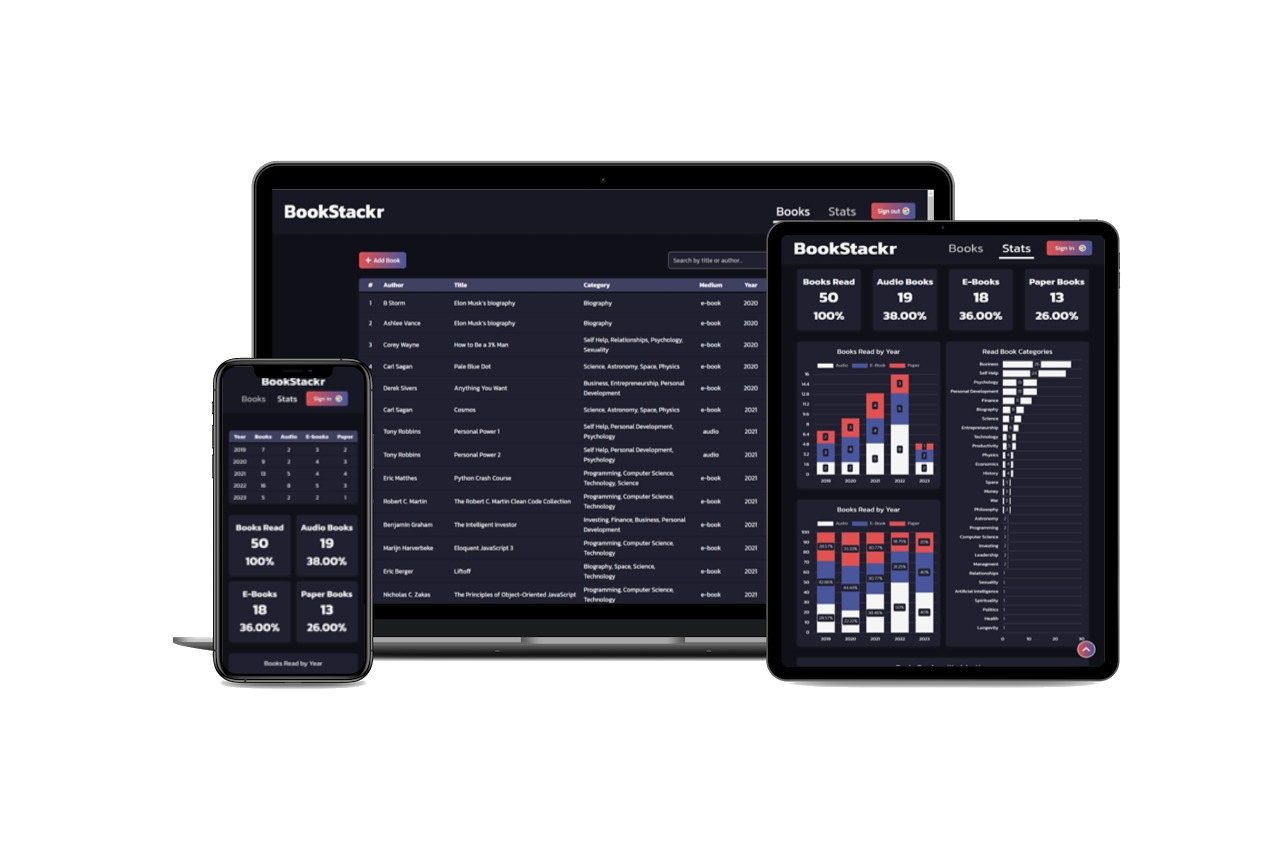 BookStackr
Books Stats Sign out
+ Add Book
Search by title or author..
# Author Title Category Medium Year
1 B Storm Elon Musk's biography Biography e-book 2020
2 Ashlee Vance Elon Musk's biography Biography e-book 2020
3 Corey Wayne How to Be a 3% Man Self Help, Relationships, Psychology, e-book 2020
Sexuality
4 Carl Sagan Pale Blue Dot Science, Astronomy, Space, Physics e-book 2020
Derek Sivers Anything You Want Business, Entrepreneurship, Personal e-book 2020
Development
Carl Sagan Cosmos Science, Astronomy, Space, Physics e-book 2021
Tony Robbins Personal Power 1 Self Help, Personal Development, audio 2021
Psychology
Tony Robbins Personal Power 2 Self Help, Personal Development, audio 2021
Psychology
Eric Matthes Python Crash Course Programming, Computer Science, e-book 2021
Technology, Science
Robert C. Martin The Robert C. Martin Clean Code Collection Programming, Computer Science, e-book 2021
Technology
Benjamin Graham The Intelligent Investor Investing, Finance, Business, Personal e-book 2021
Development
Marijn Harverbeke Eloquent JavaScript 3 Programming, Computer Science, e-book 2021
Technology
Eric Berger Liftoff Biography, Space, Science, e-book 2021
Technology
Nicholas C. Zakas The Principles of Object-Oriented JavaScript Programming, Computer Science, e-book 2021
Technology
BookStackr
Books Stats Sign in
Year Books Audio E-books Paper
2019 7 2 3 2
2020 9 2 4 3
2021 13 5 4 4
2022 16 8 5 3
2023 5 2 2 1
Books Read Audio Books
50 19
100% 38.00%
E-Books Paper Books
18 13
36.00% 26.00%
Books Read by Year
BookStackr
Books Stats Sign in
Books Read Audio Books E-Books Paper Books
50 19 18 13
100% 38.00% 36.00% 26.00%
Books Read by Year
Audio E-Book Paper
16
14.4
12.8
11.2
9.6
8
6.4
4.8
3.2
1.6
0
2019 2020 2021 2022 2023
Books Read by Year
Audio E-Book Paper
100
90
80
70
60
50
40
30
20
10
0
28.57% 33.33% 30.77% 18.75% 20%
42.86% 44.44% 30.77% 31.25% 40%
28.57% 22.22% 38.46% 50% 40%
2019 2020 2021 2022 2023
Read Book Categories
Business
Self Help
Psychology
Personal Development
Finance
Biography
Science
Entrepreneurship
Technology
Productivity
Physics
Economics
History
Space
Money
War
Philosophy
Astronomy
Programming
Computer Science
Investing
Leadership
Managment
Relationships
Sexuality
Artificial Intelligence
Spirituality
Politics
Health
Longevity
0 10 20 30